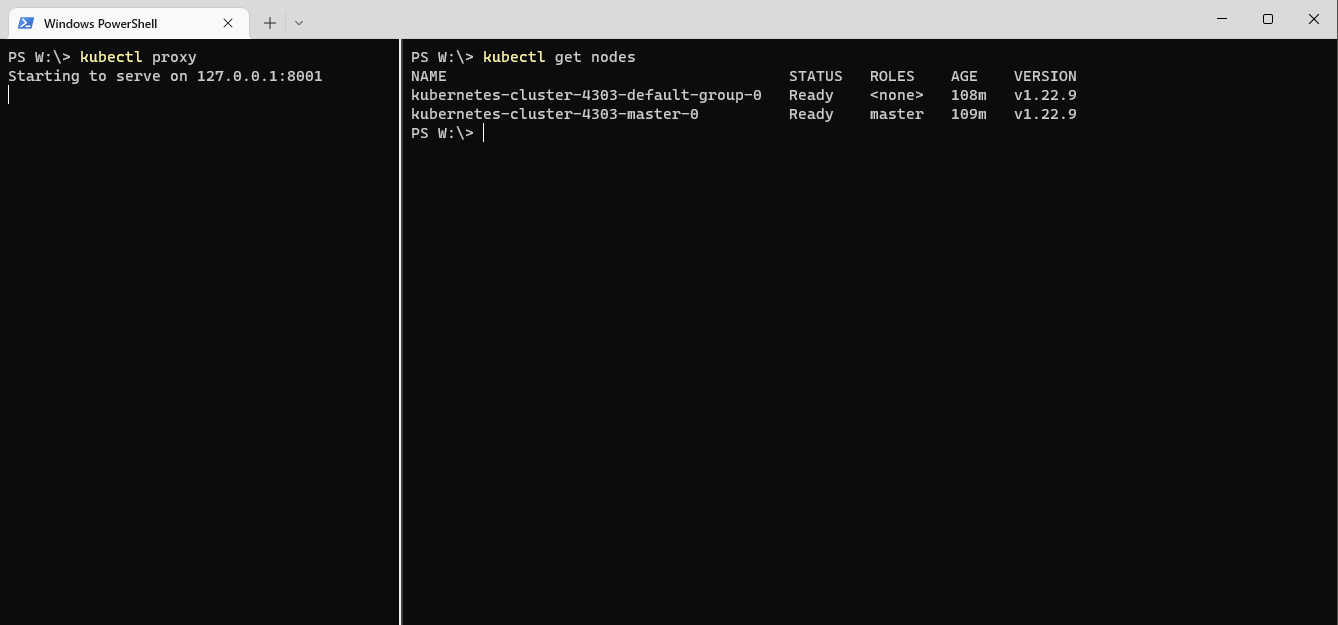 Windows PowerShell
PS W:\> kubectl proxy
Starting to serve on 127.0.0.1:8001
PS W:\> kubectl get nodes
NAME                                      STATUS   ROLES    AGE    VERSION
kubernetes-cluster-4303-default-group-0   Ready    <none>   108m   v1.22.9
kubernetes-cluster-4303-master-0          Ready    master   109m   v1.22.9
PS W:\>